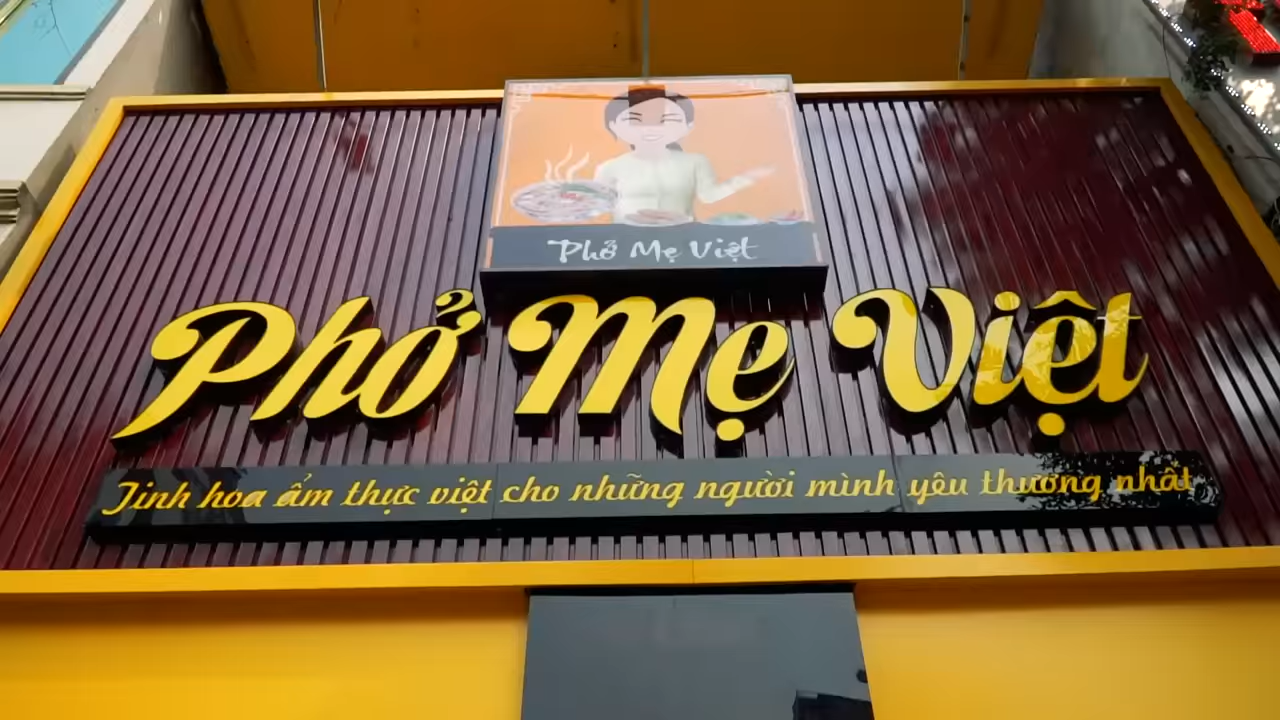 Phở Mẹ Việt
Phở Mẹ Việt
Tinh hoa ẩm thực việt cho những người mình yêu thương nhất